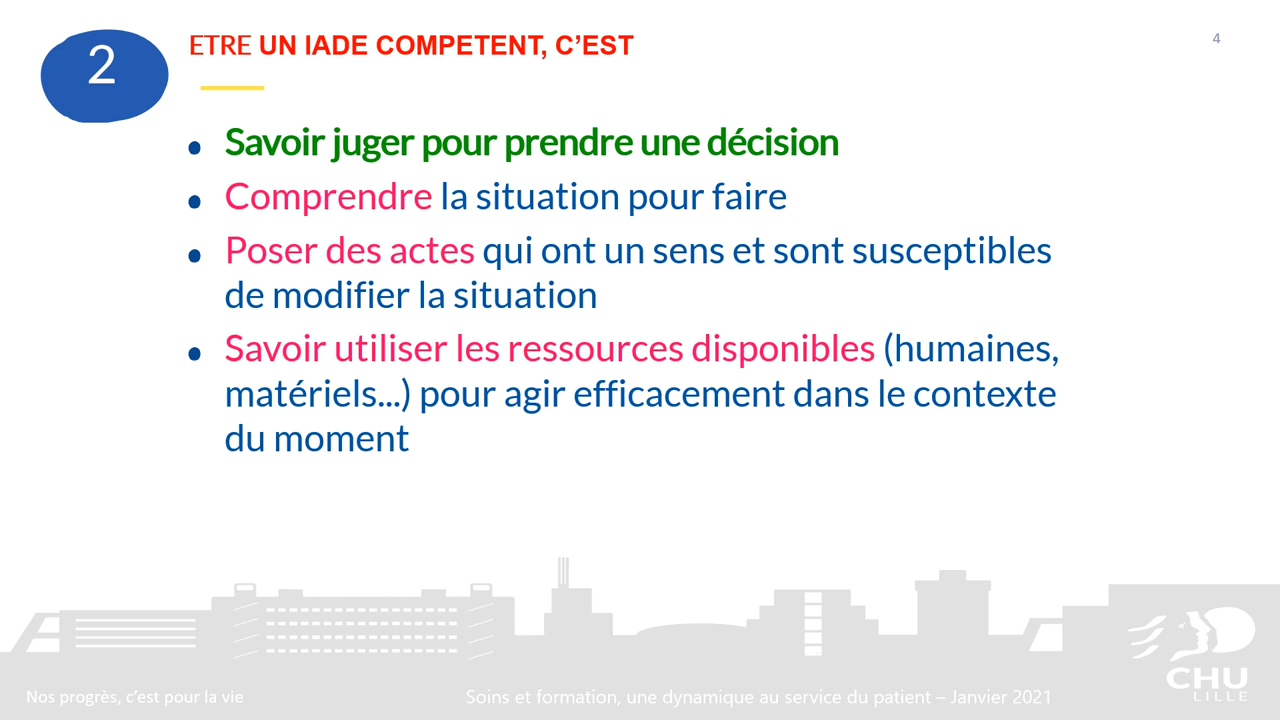 2
ETRE UN IADE COMPETENT, C’EST
4
• Savoir juger pour prendre une décision
• Comprendre la situation pour faire
• Poser des actes qui ont un sens et sont susceptibles
de modifier la situation
• Savoir utiliser les ressources disponibles (humaines,
matériels...) pour agir efficacement dans le contexte
du moment
CHU
LILLE
Nos progrès, c’est pour la vie
Soins et formation, une dynamique au service du patient – Janvier 2021